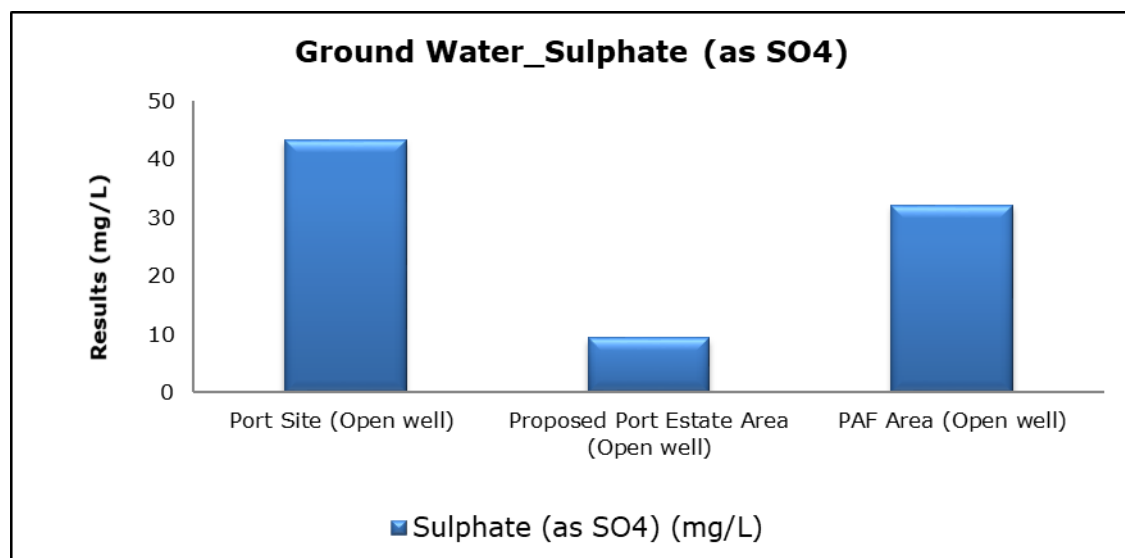 Ground Water_Sulphate (as SO4)
Results (mg/L)
50
40
30
20
10
0
Port Site (Open well)
Proposed Port Estate Area
(Open well)
PAF Area (Open well)
Sulphate (as SO4) (mg/L)